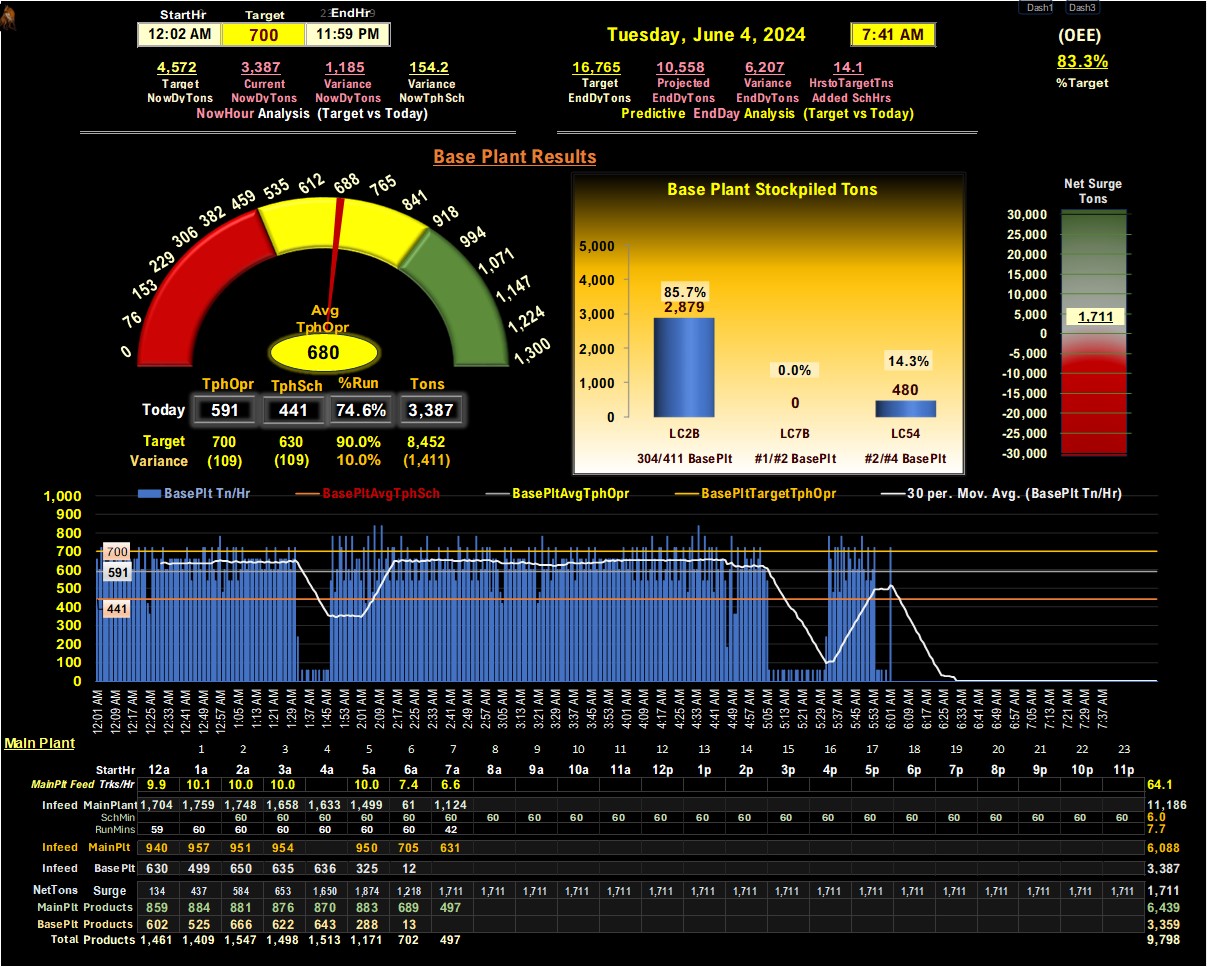 Dash1 Dash3
StartHr Target EndHr
12:02 AM 700 11:59 PM
Tuesday, June 4, 2024 7:41 AM
(OEE)
83.3%
%Target
4,572 3,387 1,185 154.2
Target Current Variance Variance
NowDyTons NowDyTons NowDyTons NowTphSch
NowHour Analysis (Target vs Today)
16,765 10,558 6,207 14.1
Target Projected Variance HrstoTargetTns
EndDyTons EndDyTons EndDyTons Added SchHrs
Predictive EndDay Analysis (Target vs Today)
Base Plant Results
0 76 153 229 306 382 459 535 612 688 765 841 918 994 1,071 1,147 1,224 1,300
Avg
TphOpr
680
TphOpr TphSch %Run Tons
Today 591 441 74.6% 3,387
Target 700 630 90.0% 8,452
Variance (109) (109) 10.0% (1,411)
Base Plant Stockpiled Tons
5,000
4,000
3,000
2,000
1,000
0
85.7%
2,879
0.0%
0
14.3%
480
LC2B LC7B LC54
304/411 BasePlt #1/#2 BasePlt #2/#4 BasePlt
Net Surge
Tons
30,000
25,000
20,000
15,000
10,000
5,000
0
-5,000
-10,000
-15,000
-20,000
-25,000
-30,000
1,711
BasePlt Tn/Hr BasePltAvgTphSch BasePltAvgTphOpr BasePltTargetTphOpr 30 per. Mov. Avg. (BasePlt Tn/Hr)
1,000
900
800
700
600
500
400
300
200
100
0
700
591
441
12:01 AM 12:09 AM 12:17 AM 12:25 AM 12:33 AM 12:41 AM 12:49 AM 12:57 AM 1:05 AM 1:13 AM 1:21 AM 1:29 AM 1:37 AM 1:45 AM 1:53 AM 2:01 AM 2:09 AM 2:17 AM 2:25 AM 2:33 AM 2:41 AM 2:49 AM 2:57 AM 3:05 AM 3:13 AM 3:21 AM 3:29 AM 3:37 AM 3:45 AM 3:53 AM 4:01 AM 4:09 AM 4:17 AM 4:25 AM 4:33 AM 4:41 AM 4:49 AM 4:57 AM 5:05 AM 5:13 AM 5:21 AM 5:29 AM 5:37 AM 5:45 AM 5:53 AM 6:01 AM 6:09 AM 6:17 AM 6:25 AM 6:33 AM 6:41 AM 6:49 AM 6:57 AM 7:05 AM 7:13 AM 7:21 AM 7:29 AM 7:37 AM
Main Plant
1 2 3 4 5 6 7 8 9 10 11 12 13 14 15 16 17 18 19 20 21 22 23
StartHr 12a 1a 2a 3a 4a 5a 6a 7a 8a 9a 10a 11a 12p 1p 2p 3p 4p 5p 6p 7p 8p 9p 10p 11p
MainPlt Feed Trks/Hr 9.9 10.1 10.0 10.0 10.0 7.4 6.6 64.1
Infeed MainPlant 1,704 1,759 1,748 1,658 1,633 1,499 61 1,124 11,186
SchMin 60 60 60 60 60 60 60 60 60 60 60 60 60 60 60 60 60 60 60 60 60 60 6.0
RunMins 59 60 60 60 60 60 60 42 7.7
Infeed MainPlt 940 957 951 954 950 705 631 6,088
Infeed BasePlt 630 499 650 635 636 325 12 3,387
NetTons Surge 134 437 584 653 1,650 1,874 1,218 1,711 1,711 1,711 1,711 1,711 1,711 1,711 1,711 1,711 1,711 1,711 1,711 1,711 1,711 1,711 1,711 1,711 1,711
MainPlt Products 859 884 881 876 870 883 689 497 6,439
BasePlt Products 602 525 666 622 643 288 13 3,359
Total Products 1,461 1,409 1,547 1,498 1,513 1,171 702 497 9,798